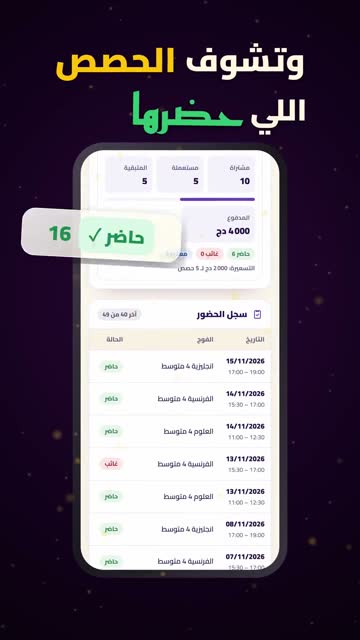 وتشوف الحصص
اللي حضرها
مشتراة مستعملة المتبقية
10 5 5
المدفوع
4000 دج
حاضر ✓ 16
حاضر 6 غائب 0
التسعيرة: 2000 دج لـ 5 حصص
سجل الحضور آخر 40 من 49
التاريخ الفوج الحالة
15/11/2026 انجليزية 4 متوسط حاضر
17:00 – 19:00
14/11/2026 الفرنسية 4 متوسط حاضر
15:30 – 17:00
14/11/2026 العلوم 4 متوسط حاضر
11:00 – 12:30
13/11/2026 الفرنسية 4 متوسط غائب
15:30 – 17:00
13/11/2026 العلوم 4 متوسط حاضر
11:00 – 12:30
08/11/2026 انجليزية 4 متوسط حاضر
17:00 – 19:00
07/11/2026 الفرنسية 4 متوسط حاضر
15:30 – 17:00